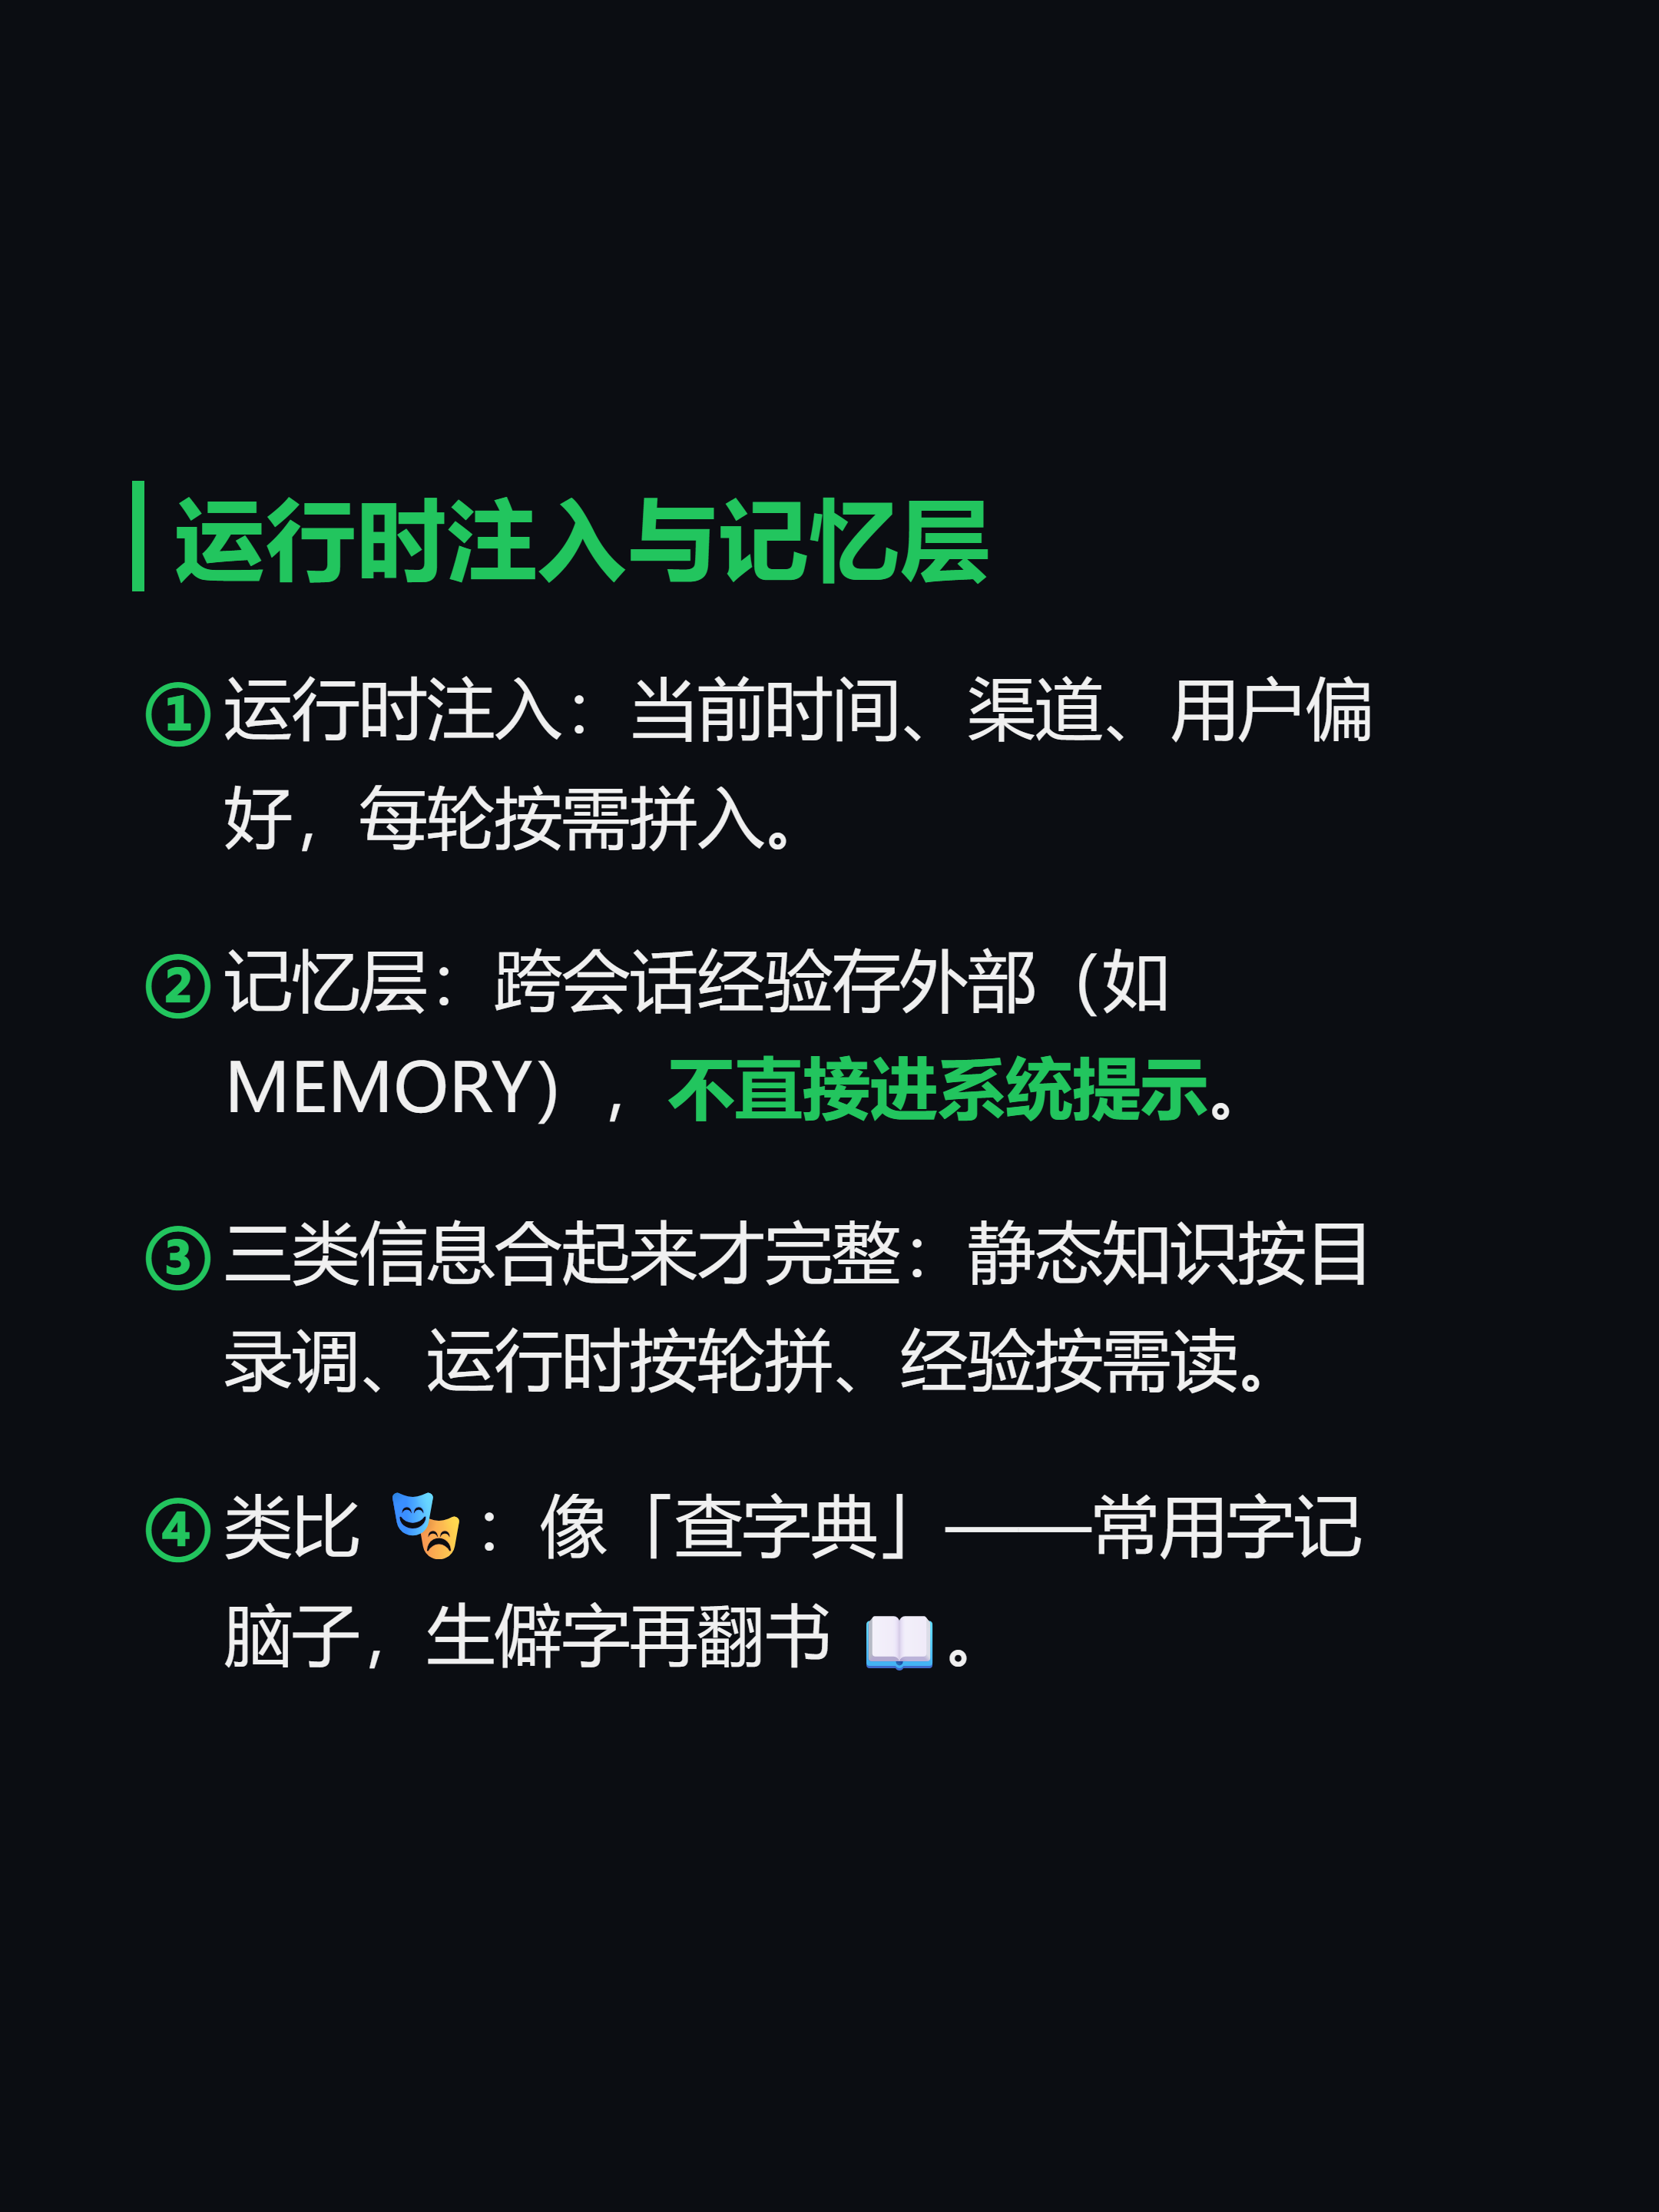 运行时注入与记忆层
① 运行时注入：当前时间、渠道、用户偏
好，每轮按需拼入。
② 记忆层：跨会话经验存外部（如
MEMORY），不直接进系统提示。
③ 三类信息合起来才完整：静态知识按目
录调、运行时按轮拼、经验按需读。
④ 类比 🎭：像「查字典」——常用字记
脑子，生僻字再翻书 📖。